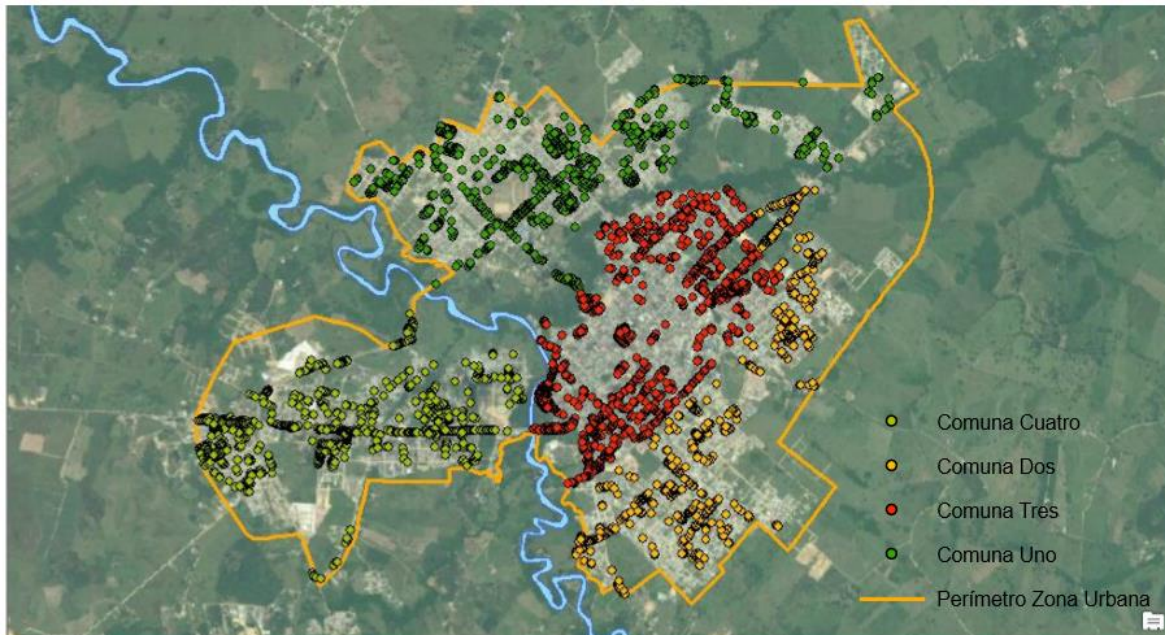 Comuna Cuatro
Comuna Dos
Comuna Tres
Comuna Uno
Perímetro Zona Urbana